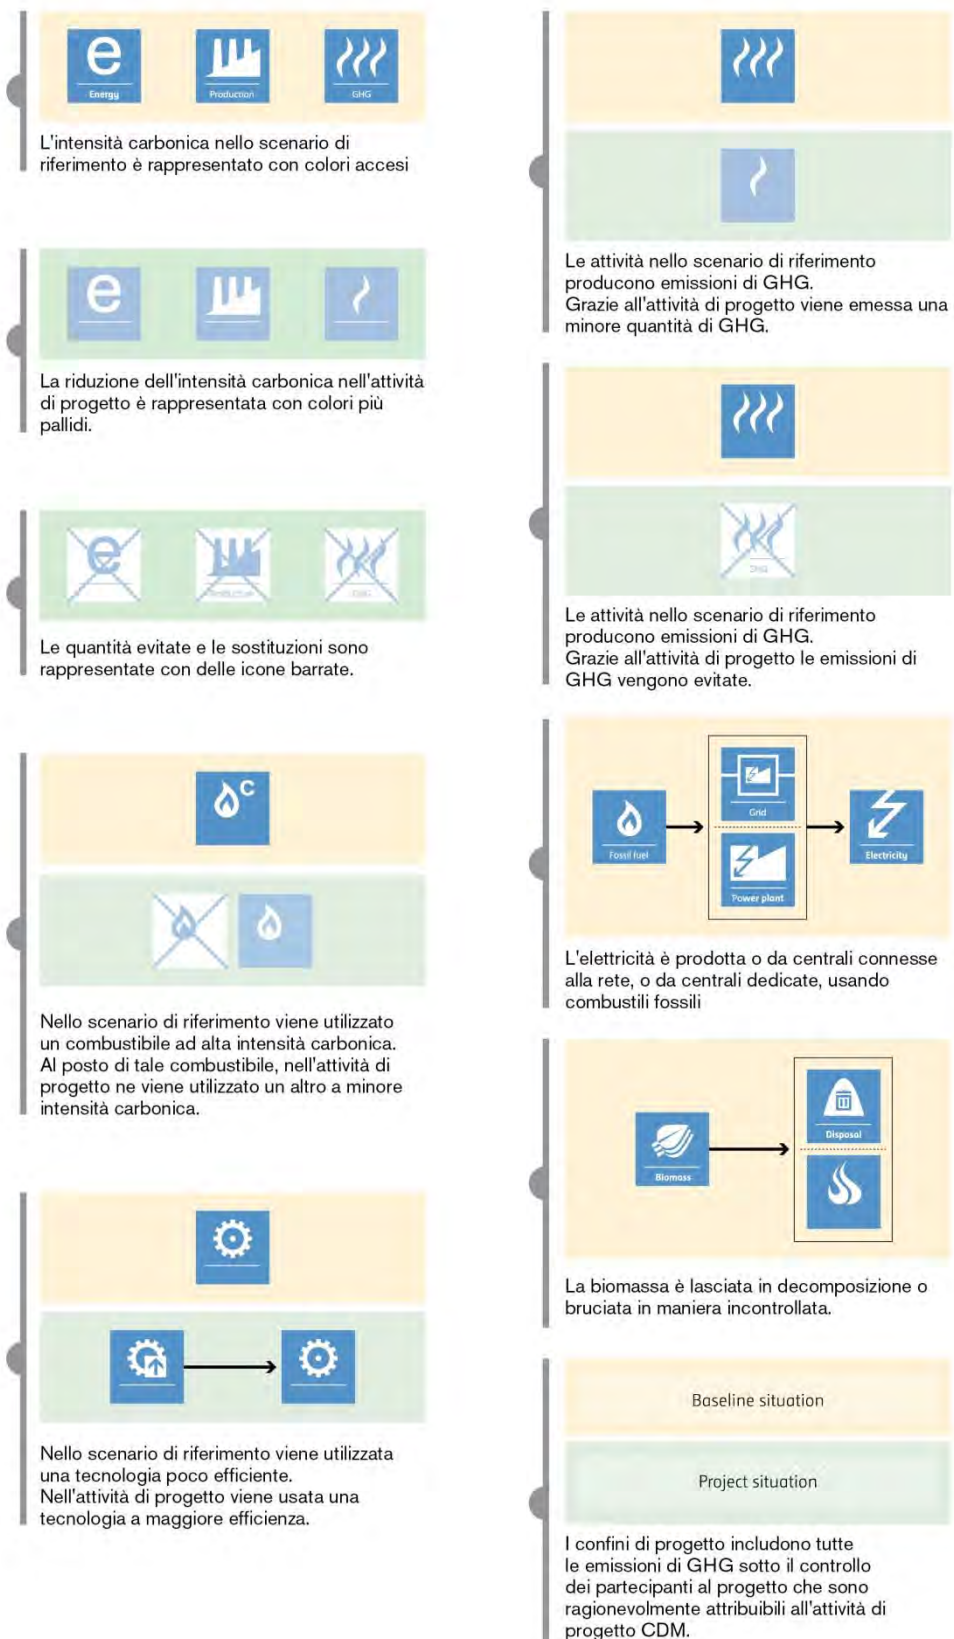 e
Energy
Production
GHG
L'intensità carbonica nello scenario di
riferimento è rappresentato con colori accesi
e
La riduzione dell'intensità carbonica nell'attività
di progetto è rappresentata con colori più
pallidi.
e
GHG
Le quantità evitate e le sostituzioni sono
rappresentate con delle icone barrate.
C
Nello scenario di riferimento viene utilizzato
un combustibile ad alta intensità carbonica.
Al posto di tale combustibile, nell'attività di
progetto ne viene utilizzato un altro a minore
intensità carbonica.
Nello scenario di riferimento viene utilizzata
una tecnologia poco efficiente.
Nell'attività di progetto viene usata una
tecnologia a maggiore efficienza.
Le attività nello scenario di riferimento
producono emissioni di GHG.
Grazie all'attività di progetto viene emessa una
minore quantità di GHG.
GHG
Le attività nello scenario di riferimento
producono emissioni di GHG.
Grazie all'attività di progetto le emissioni di
GHG vengono evitate.
Fossil fuel
Grid
Power plant
Electricity
L'elettricità è prodotta o da centrali connesse
alla rete, o da centrali dedicate, usando
combustili fossili
Biomass
Disposal
La biomassa è lasciata in decomposizione o
bruciata in maniera incontrollata.
Baseline situation
Project situation
I confini di progetto includono tutte
le emissioni di GHG sotto il controllo
dei partecipanti al progetto che sono
ragionevolmente attribuibili all'attività di
progetto CDM.